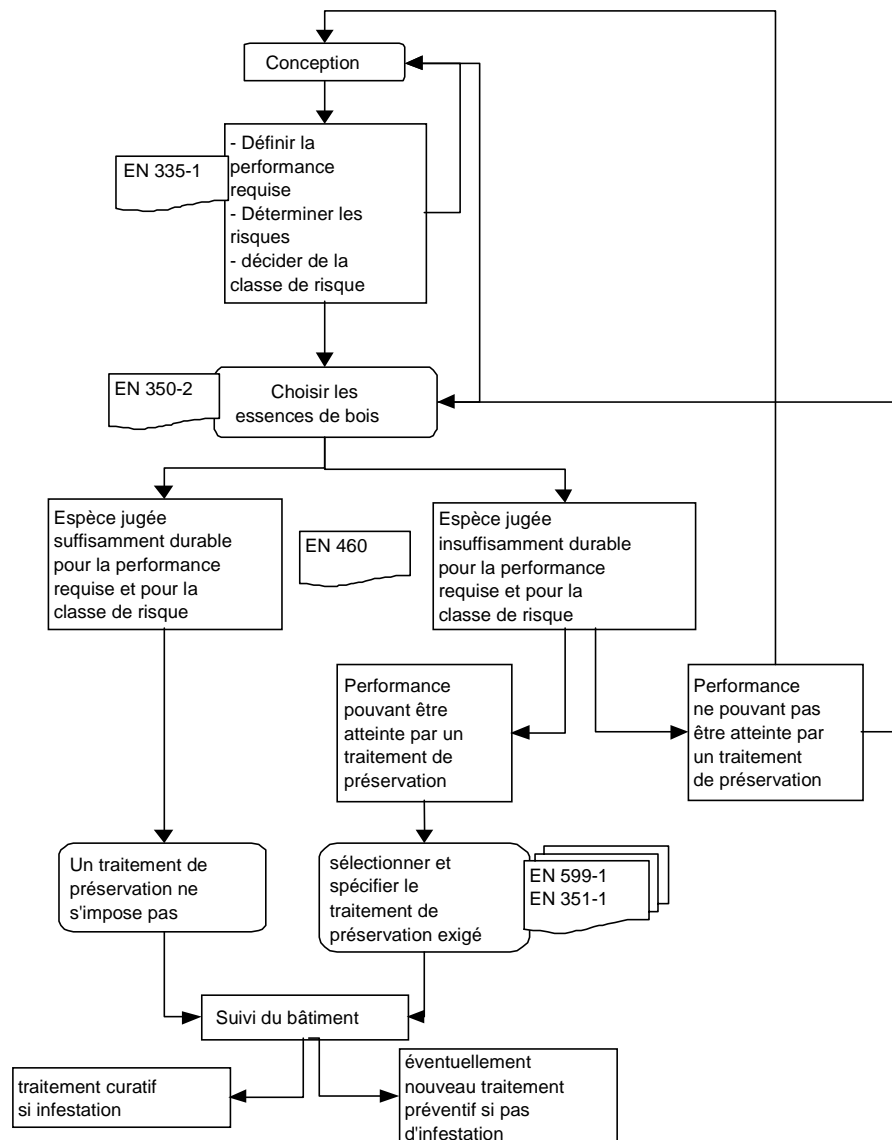 Conception
EN 335-1
- Définir la
performance
requise
- Déterminer les
risques
- décider de la
classe de risque
EN 350-2
Choisir les
essences de bois
Espèce jugée
suffisamment durable
pour la performance
requise et pour la
classe de risque
EN 460
Espèce jugée
insuffisamment durable
pour la performance
requise et pour la
classe de risque
Performance
pouvant être
atteinte par un
traitement de
préservation
Performance
ne pouvant pas
être atteinte par
un traitement
de préservation
Un traitement de
préservation ne
s'impose pas
sélectionner et
spécifier le
traitement de
préservation exigé
EN 599-1
EN 351-1
Suivi du bâtiment
traitement curatif
si infestation
éventuellement
nouveau traitement
préventif si pas
d'infestation